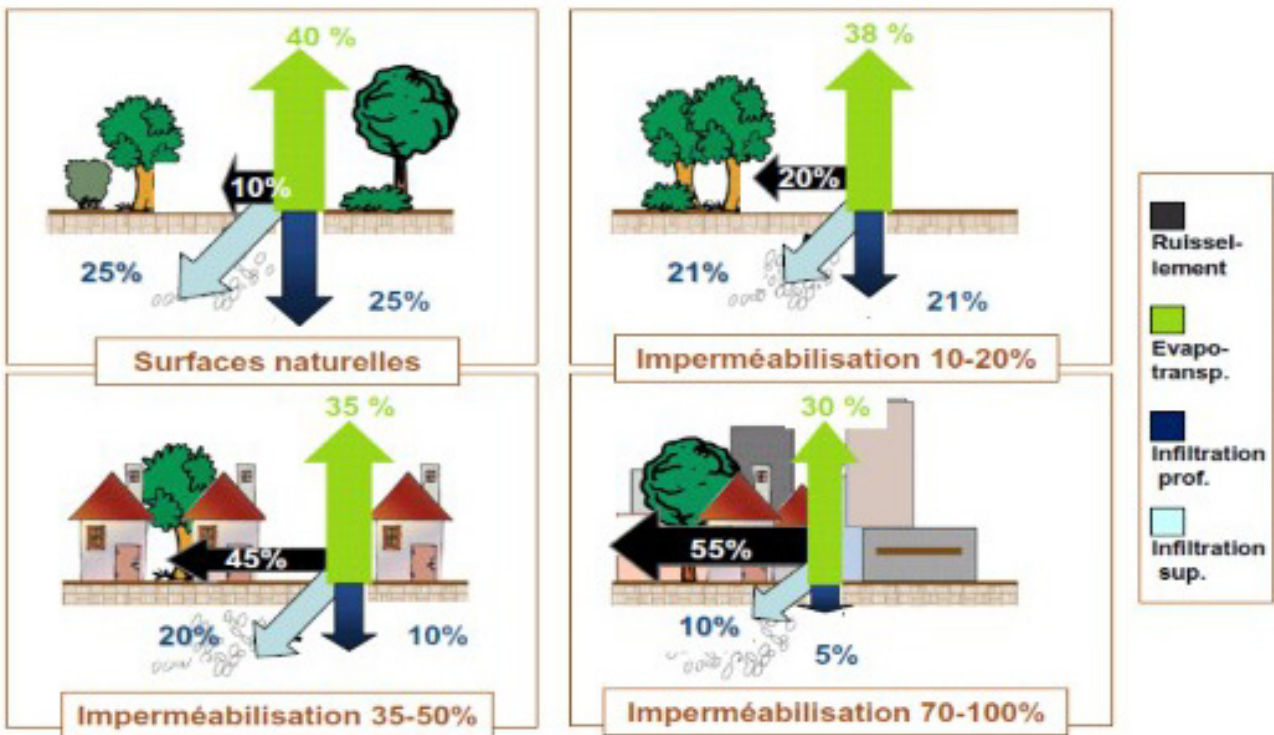 40 %
10%
25%
25%
Surfaces naturelles
38 %
20%
21%
21%
Imperméabilisation 10-20%
35 %
45%
20%
10%
Imperméabilisation 35-50%
30 %
55%
10%
5%
Imperméabilisation 70-100%
Ruissel-
lement
Evapo-
transp.
Infiltration
prof.
Infiltration
sup.